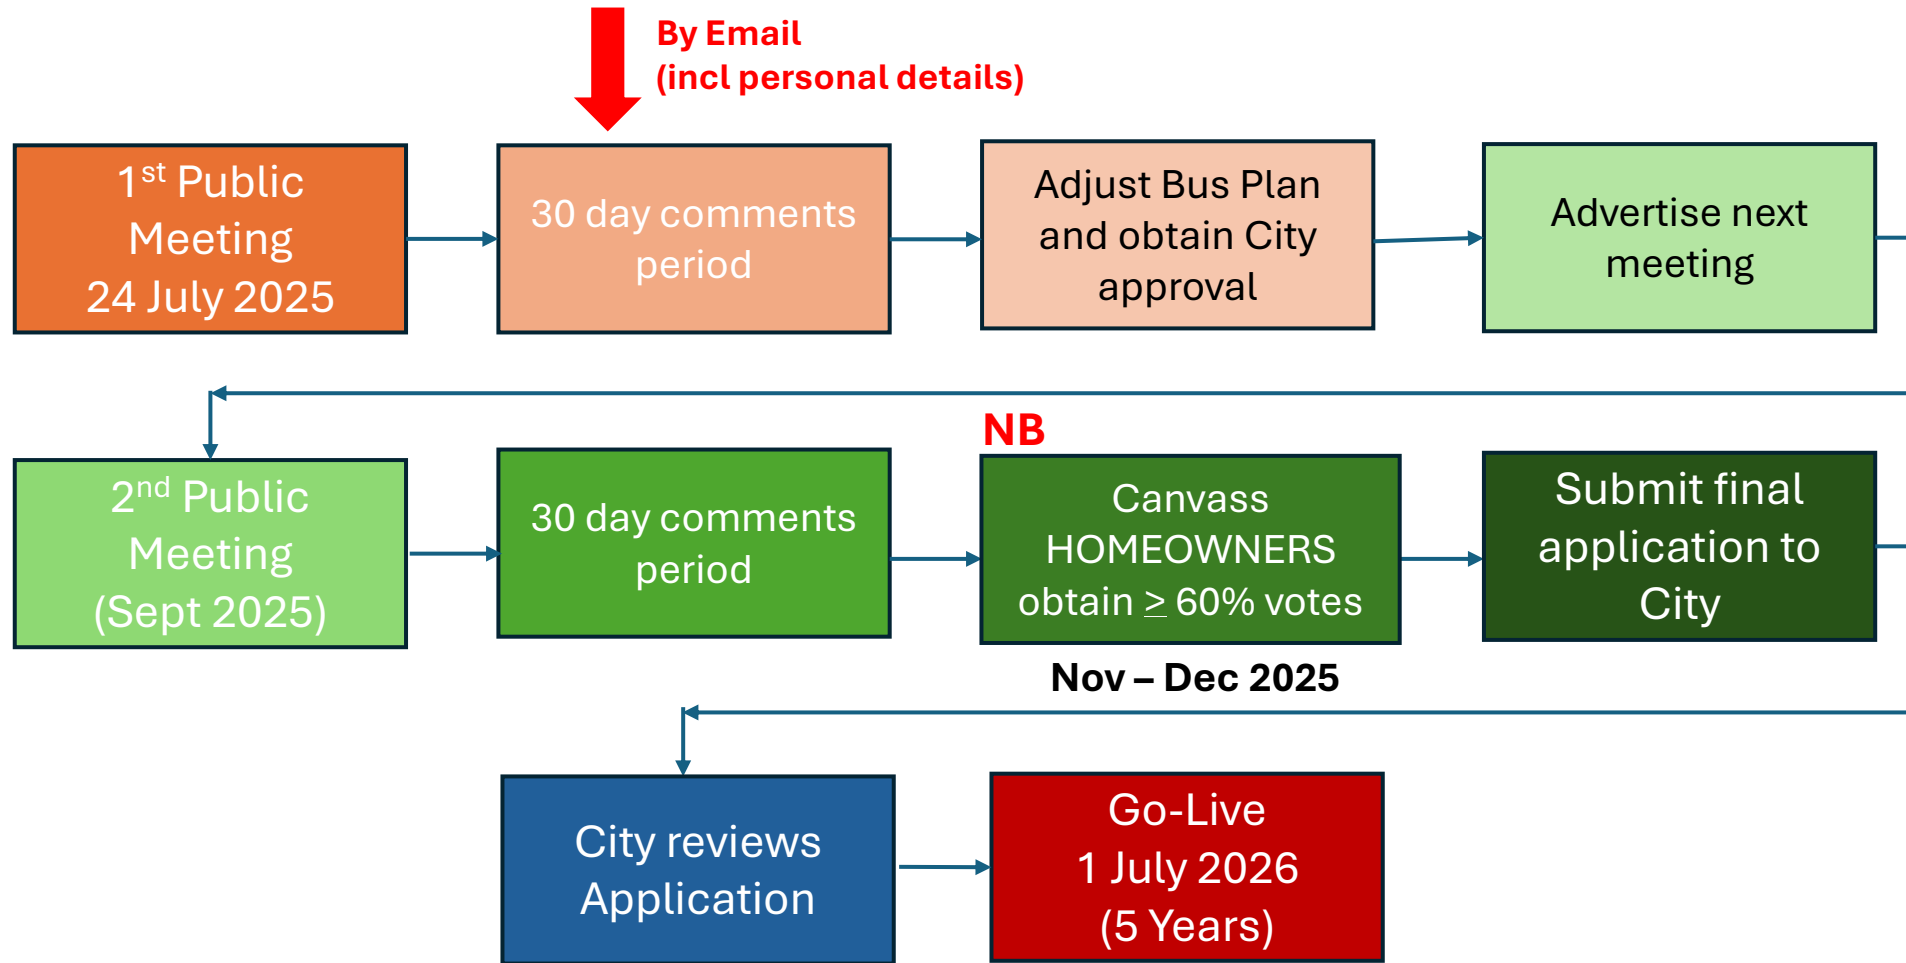 By Email
(incl personal details)
1st Public
Meeting
24 July 2025
30 day comments
period
Adjust Bus Plan
and obtain City
approval
Advertise next
meeting
2nd Public
Meeting
(Sept 2025)
30 day comments
period
NB
Canvass
HOMEOWNERS
obtain ≥ 60% votes
Nov – Dec 2025
Submit final
application to
City
City reviews
Application
Go-Live
1 July 2026
(5 Years)